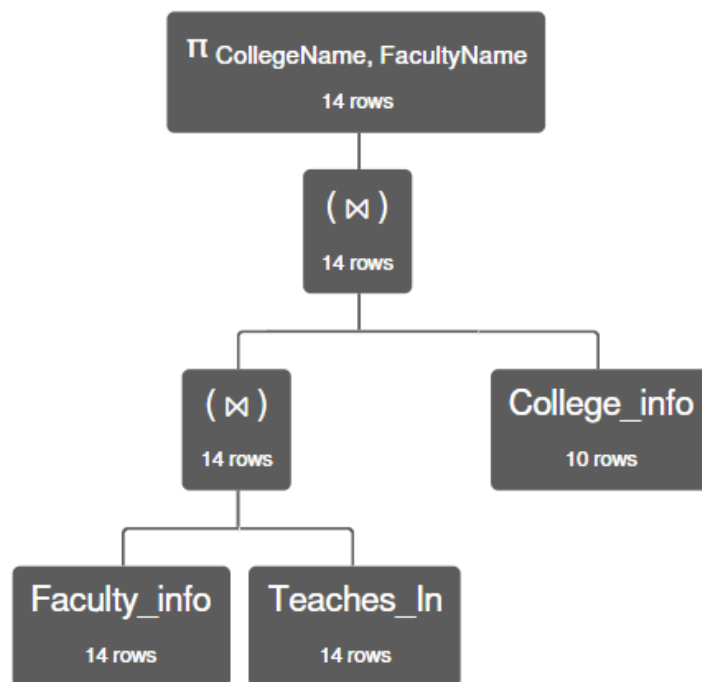 π CollegeName, FacultyName
14 rows
( ⋈ )
14 rows
( ⋈ )
14 rows
College_info
10 rows
Faculty_info
14 rows
Teaches_In
14 rows